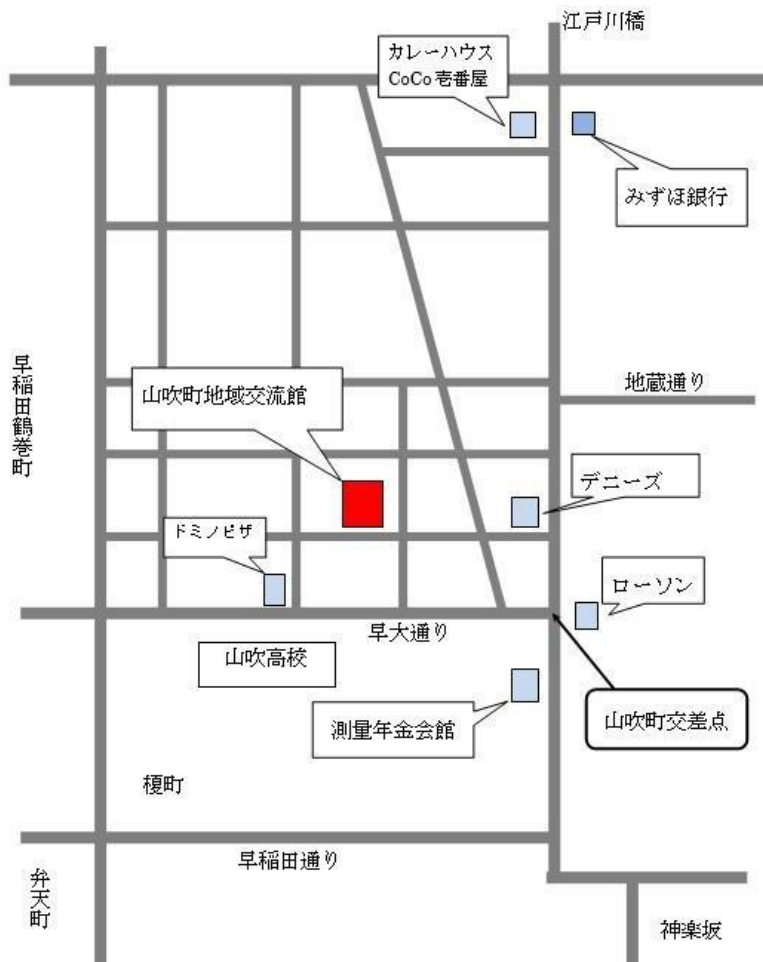 江戸川橋
カレーハウス
CoCo壱番屋
みずほ銀行
早稲田鶴巻町
山吹町地域交流館
地蔵通り
デニーズ
ドミノピザ
ローソン
早大通り
山吹高校
測量年金会館
山吹町交差点
榎町
早稲田通り
弁天町
神楽坂